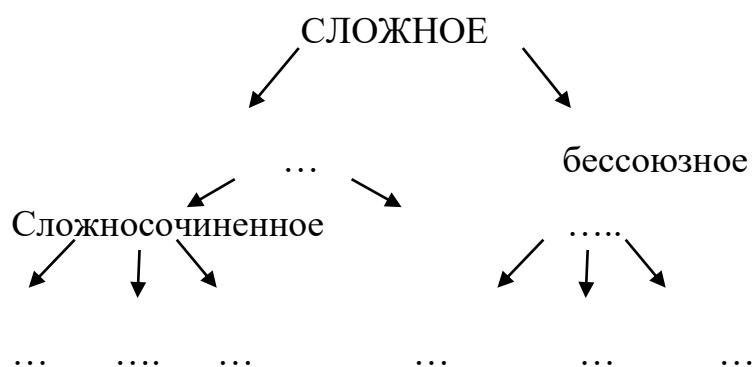 СЛОЖНОЕ
… бессоюзное
Сложносочиненное …..
… …. … … … …